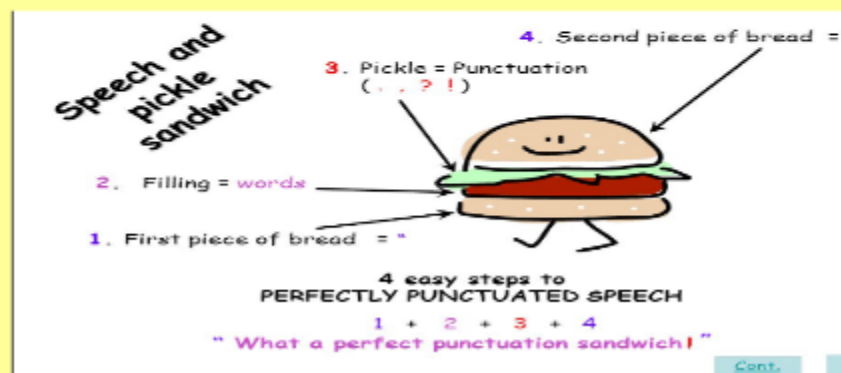 Speech and
pickle
sandwich
4. Second piece of bread =
3. Pickle = Punctuation
( . , ? ! )
2. Filling = words
1. First piece of bread = “
4 easy steps to
PERFECTLY PUNCTUATED SPEECH
1 + 2 + 3 + 4
“ What a perfect punctuation sandwich! ”
Cont.